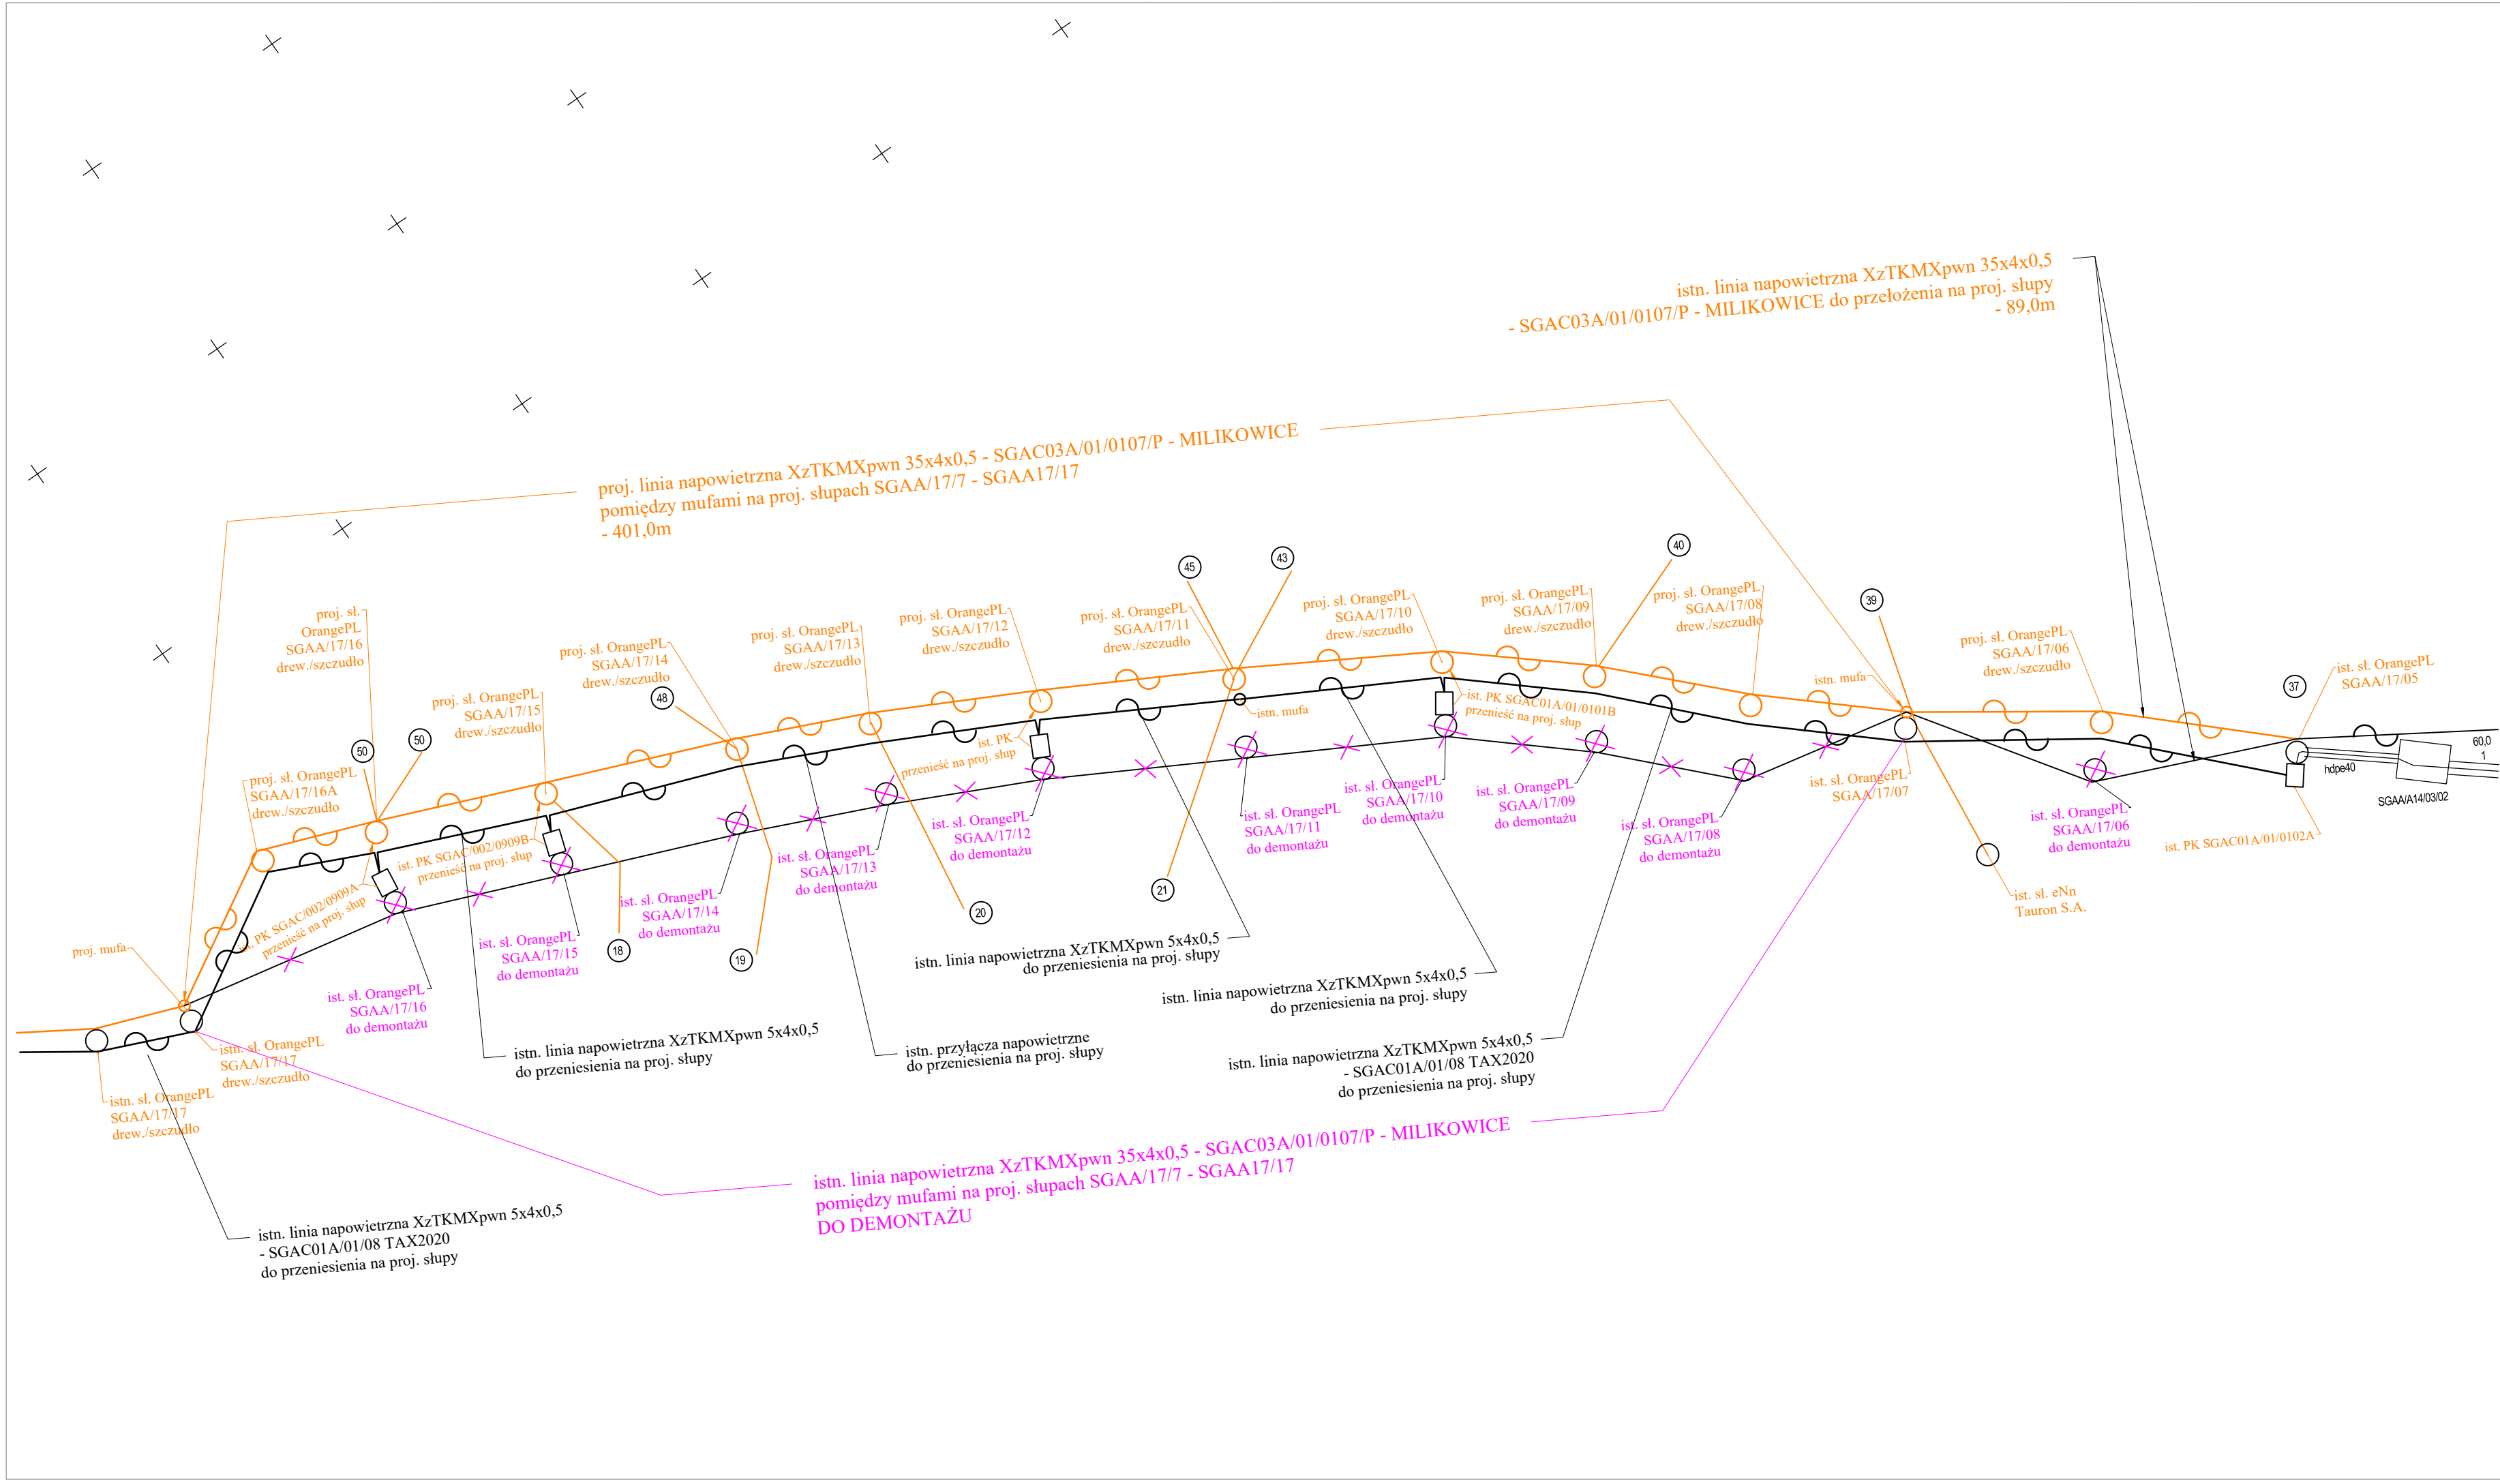 istn. linia napowietrzna XzTKMXpwn 35x4x0,5
- SGAC03A/01/0107/P - MILIKOWICE do przełożenia na proj. słupy
- 89,0m
proj. linia napowietrzna XzTKMXpwn 35x4x0,5 - SGAC03A/01/0107/P - MILIKOWICE
pomiędzy mufami na proj. słupach SGAA/17/7 - SGAA17/17
- 401,0m
proj. sł.
OrangePL
SGAA/17/16
drew./szczudło
proj. sł. OrangePL
SGAA/17/16A
drew./szczudło
proj. sł. OrangePL
SGAA/17/15
drew./szczudło
proj. sł. OrangePL
SGAA/17/14
drew./szczudło
proj. sł. OrangePL
SGAA/17/13
drew./szczudło
proj. sł. OrangePL
SGAA/17/12
drew./szczudło
proj. sł. OrangePL
SGAA/17/11
drew./szczudło
proj. sł. OrangePL
SGAA/17/10
drew./szczudło
proj. sł. OrangePL
SGAA/17/09
drew./szczudło
proj. sł. OrangePL
SGAA/17/08
drew./szczudło
proj. sł. OrangePL
SGAA/17/06
drew./szczudło
ist. sł. OrangePL
SGAA/17/05
50
50
48
45
43
40
39
37
istn. mufa
istn. mufa
proj. mufa
ist. PK SGAC/002/0909A
przenieść na proj. słup
ist. PK SGAC/002/0909B
przenieść na proj. słup
ist. PK
przenieść na proj. słup
ist. PK SGAC01A/01/0101B
przenieść na proj. słup
ist. sł. OrangePL
SGAA/17/07
60,0
1
hdpe40
SGAA/A14/03/02
ist. PK SGAC01A/01/0102A
ist. sł. OrangePL
SGAA/17/16
do demontażu
ist. sł. OrangePL
SGAA/17/15
do demontażu
ist. sł. OrangePL
SGAA/17/14
do demontażu
ist. sł. OrangePL
SGAA/17/13
do demontażu
ist. sł. OrangePL
SGAA/17/12
do demontażu
ist. sł. OrangePL
SGAA/17/11
do demontażu
ist. sł. OrangePL
SGAA/17/10
do demontażu
ist. sł. OrangePL
SGAA/17/09
do demontażu
ist. sł. OrangePL
SGAA/17/08
do demontażu
ist. sł. OrangePL
SGAA/17/06
do demontażu
18
19
20
21
ist. sł. eNn
Tauron S.A.
istn. sł. OrangePL
SGAA/17/17
drew./szczudło
istn. sł. OrangePL
SGAA/17/17
drew./szczudło
istn. linia napowietrzna XzTKMXpwn 5x4x0,5
do przeniesienia na proj. słupy
istn. linia napowietrzna XzTKMXpwn 5x4x0,5
do przeniesienia na proj. słupy
istn. linia napowietrzna XzTKMXpwn 5x4x0,5
do przeniesienia na proj. słupy
istn. przyłącza napowietrzne
do przeniesienia na proj. słupy
istn. linia napowietrzna XzTKMXpwn 5x4x0,5
- SGAC01A/01/08 TAX2020
do przeniesienia na proj. słupy
istn. linia napowietrzna XzTKMXpwn 35x4x0,5 - SGAC03A/01/0107/P - MILIKOWICE
pomiędzy mufami na proj. słupach SGAA/17/7 - SGAA17/17
DO DEMONTAŻU
istn. linia napowietrzna XzTKMXpwn 5x4x0,5
- SGAC01A/01/08 TAX2020
do przeniesienia na proj. słupy